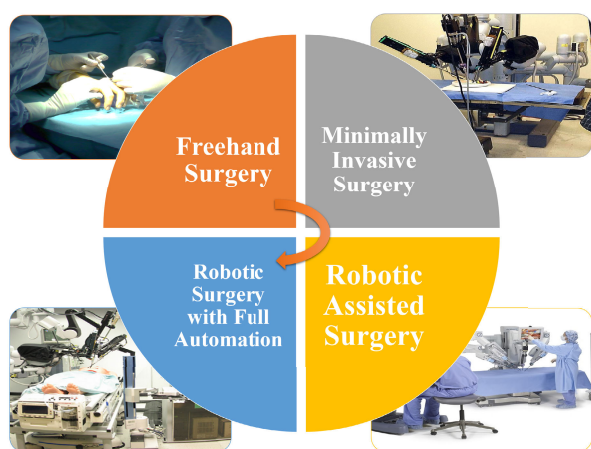 Freehand
Surgery
Minimally
Invasive
Surgery
Robotic
Assisted
Surgery
Robotic
Surgery
with Full
Automation